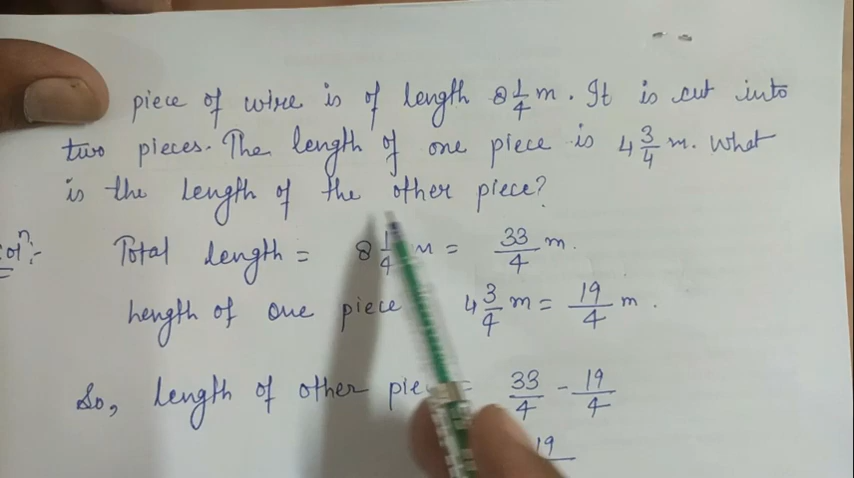 piece of wire is of length 8 1/4 m. It is cut into
two pieces. The length of one piece is 4 3/4 m. What
is the length of the other piece?
Total length = 8 1/4 m = 33/4 m.
Length of one piece 4 3/4 m = 19/4 m.
So, length of other = 33/4 - 19/4
19